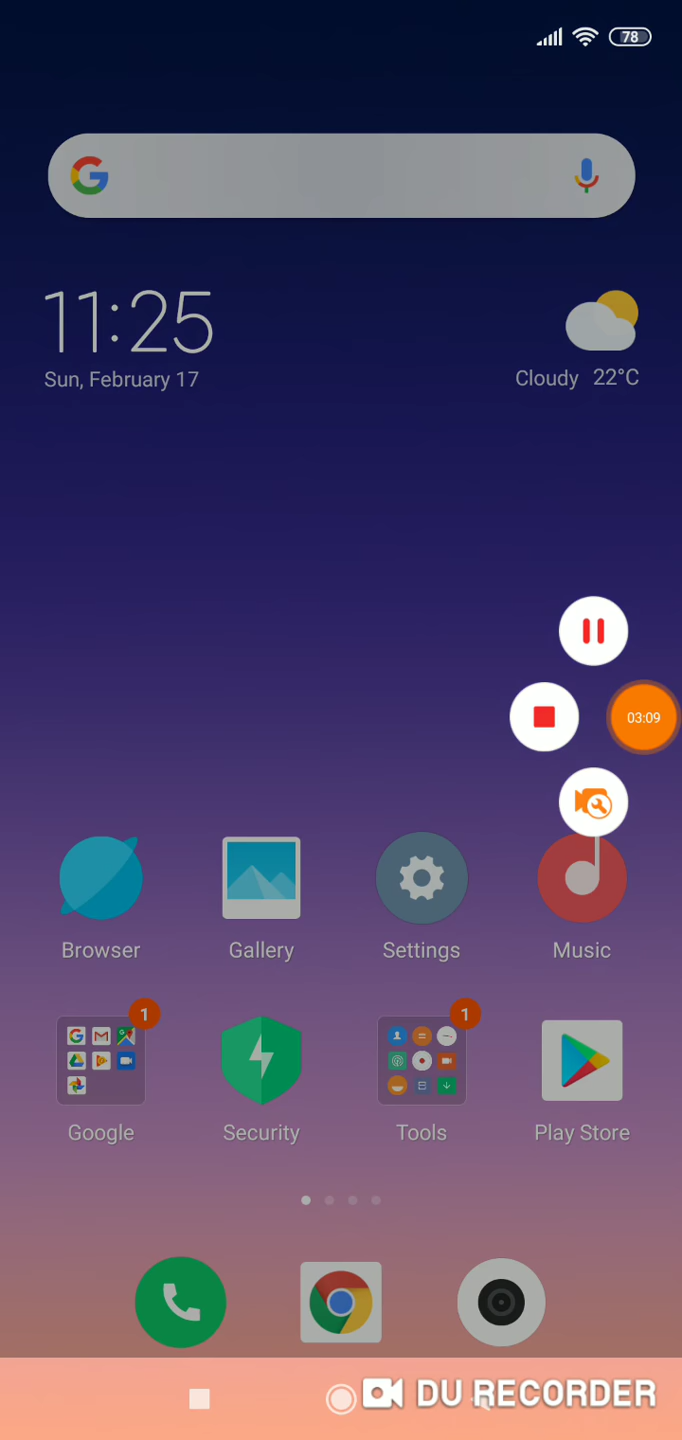 78
11:25
Sun, February 17
Cloudy 22°C
03:09
Browser
Gallery
Settings
Music
1
1
Google
Security
Tools
Play Store
DU RECORDER